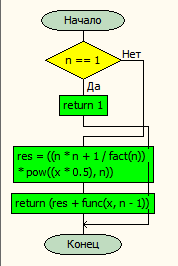 Начало
n == 1
Нет
Да
return 1
res = ((n * n + 1 / fact(n))
* pow((x * 0.5), n))
return (res + func(x, n - 1))
Конец